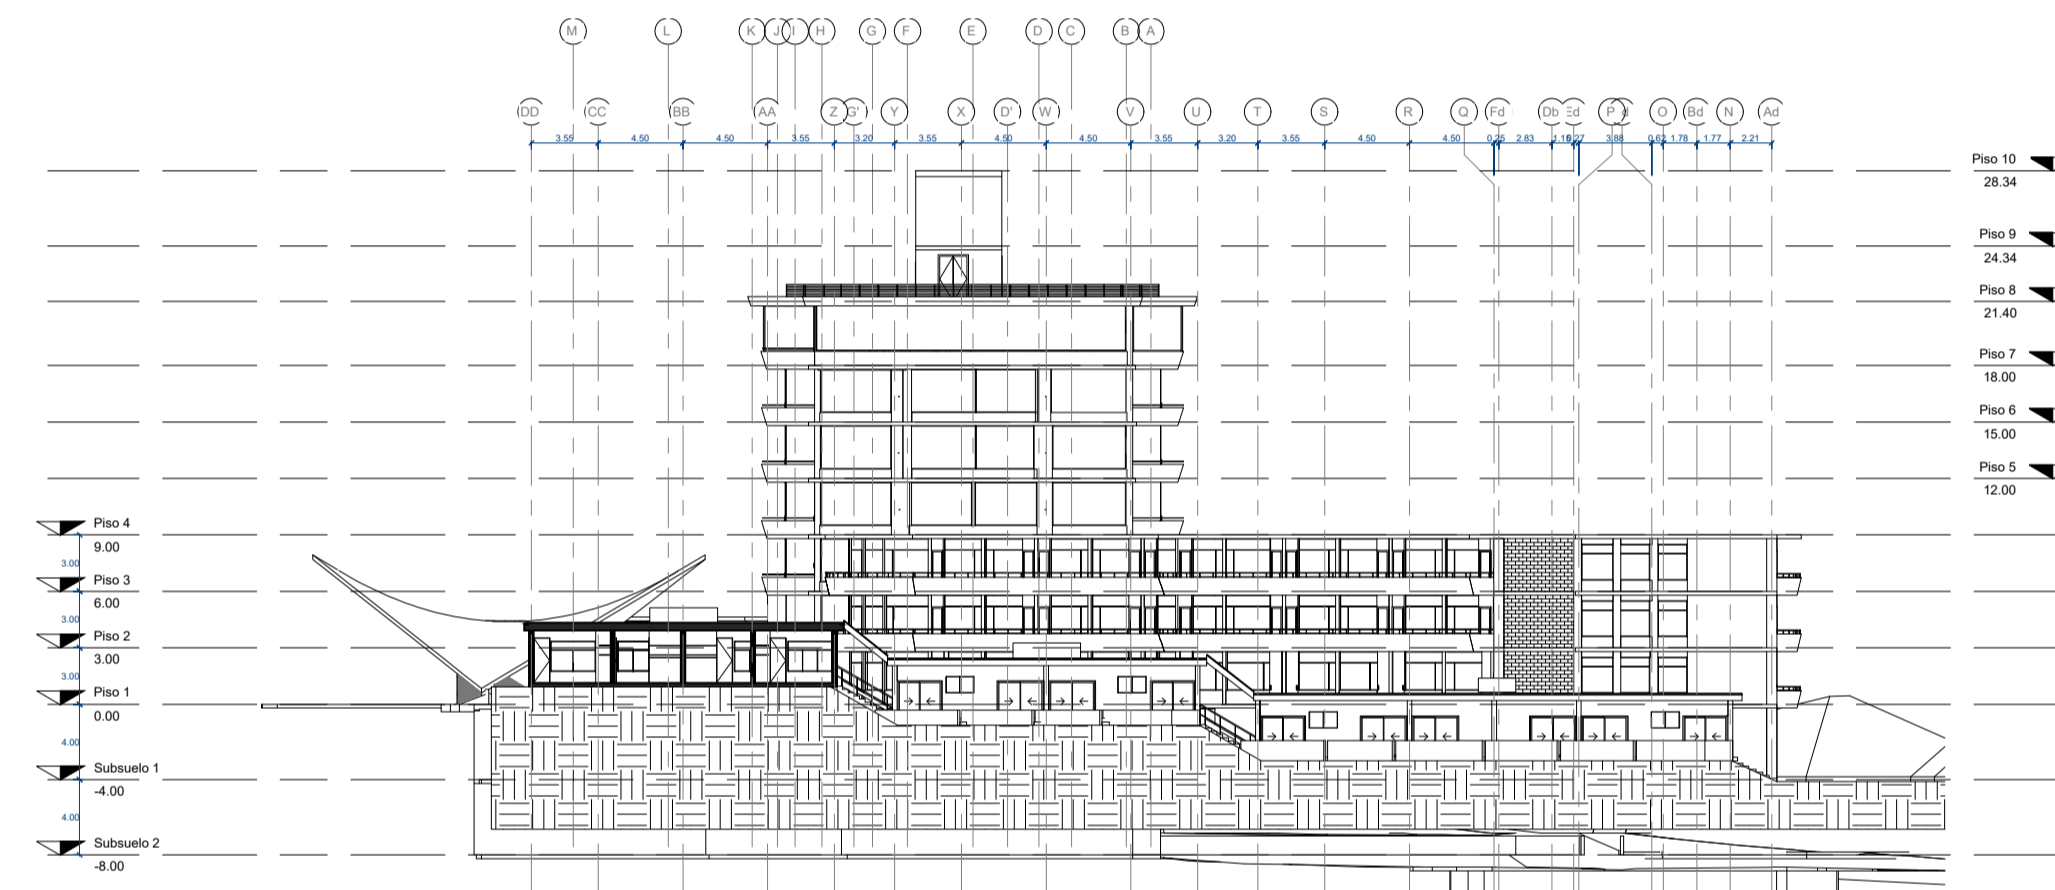 M L K J I H G F E D C B A
DD CC BB AA Z G' Y X D' W V U T S R Q Fd Db Ed P d O Bd N Ad
3.55 4.50 4.50 3.55 3.20 3.55 4.50 4.50 3.55 3.20 3.55 4.50 4.50 0.25 2.83 3.88 0.62 1.78 1.77 2.21
Piso 10
28.34
Piso 9
24.34
Piso 8
21.40
Piso 7
18.00
Piso 6
15.00
Piso 5
12.00
Piso 4
9.00
3.00
Piso 3
6.00
3.00
Piso 2
3.00
3.00
Piso 1
0.00
4.00
Subsuelo 1
-4.00
4.00
Subsuelo 2
-8.00